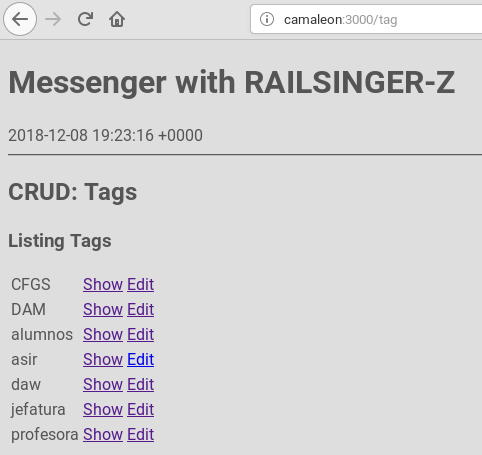 camaleon:3000/tag
Messenger with RAILSINGER-Z
2018-12-08 19:23:16 +0000
CRUD: Tags
Listing Tags
CFGS Show Edit
DAM Show Edit
alumnos Show Edit
asir Show Edit
daw Show Edit
jefatura Show Edit
profesora Show Edit